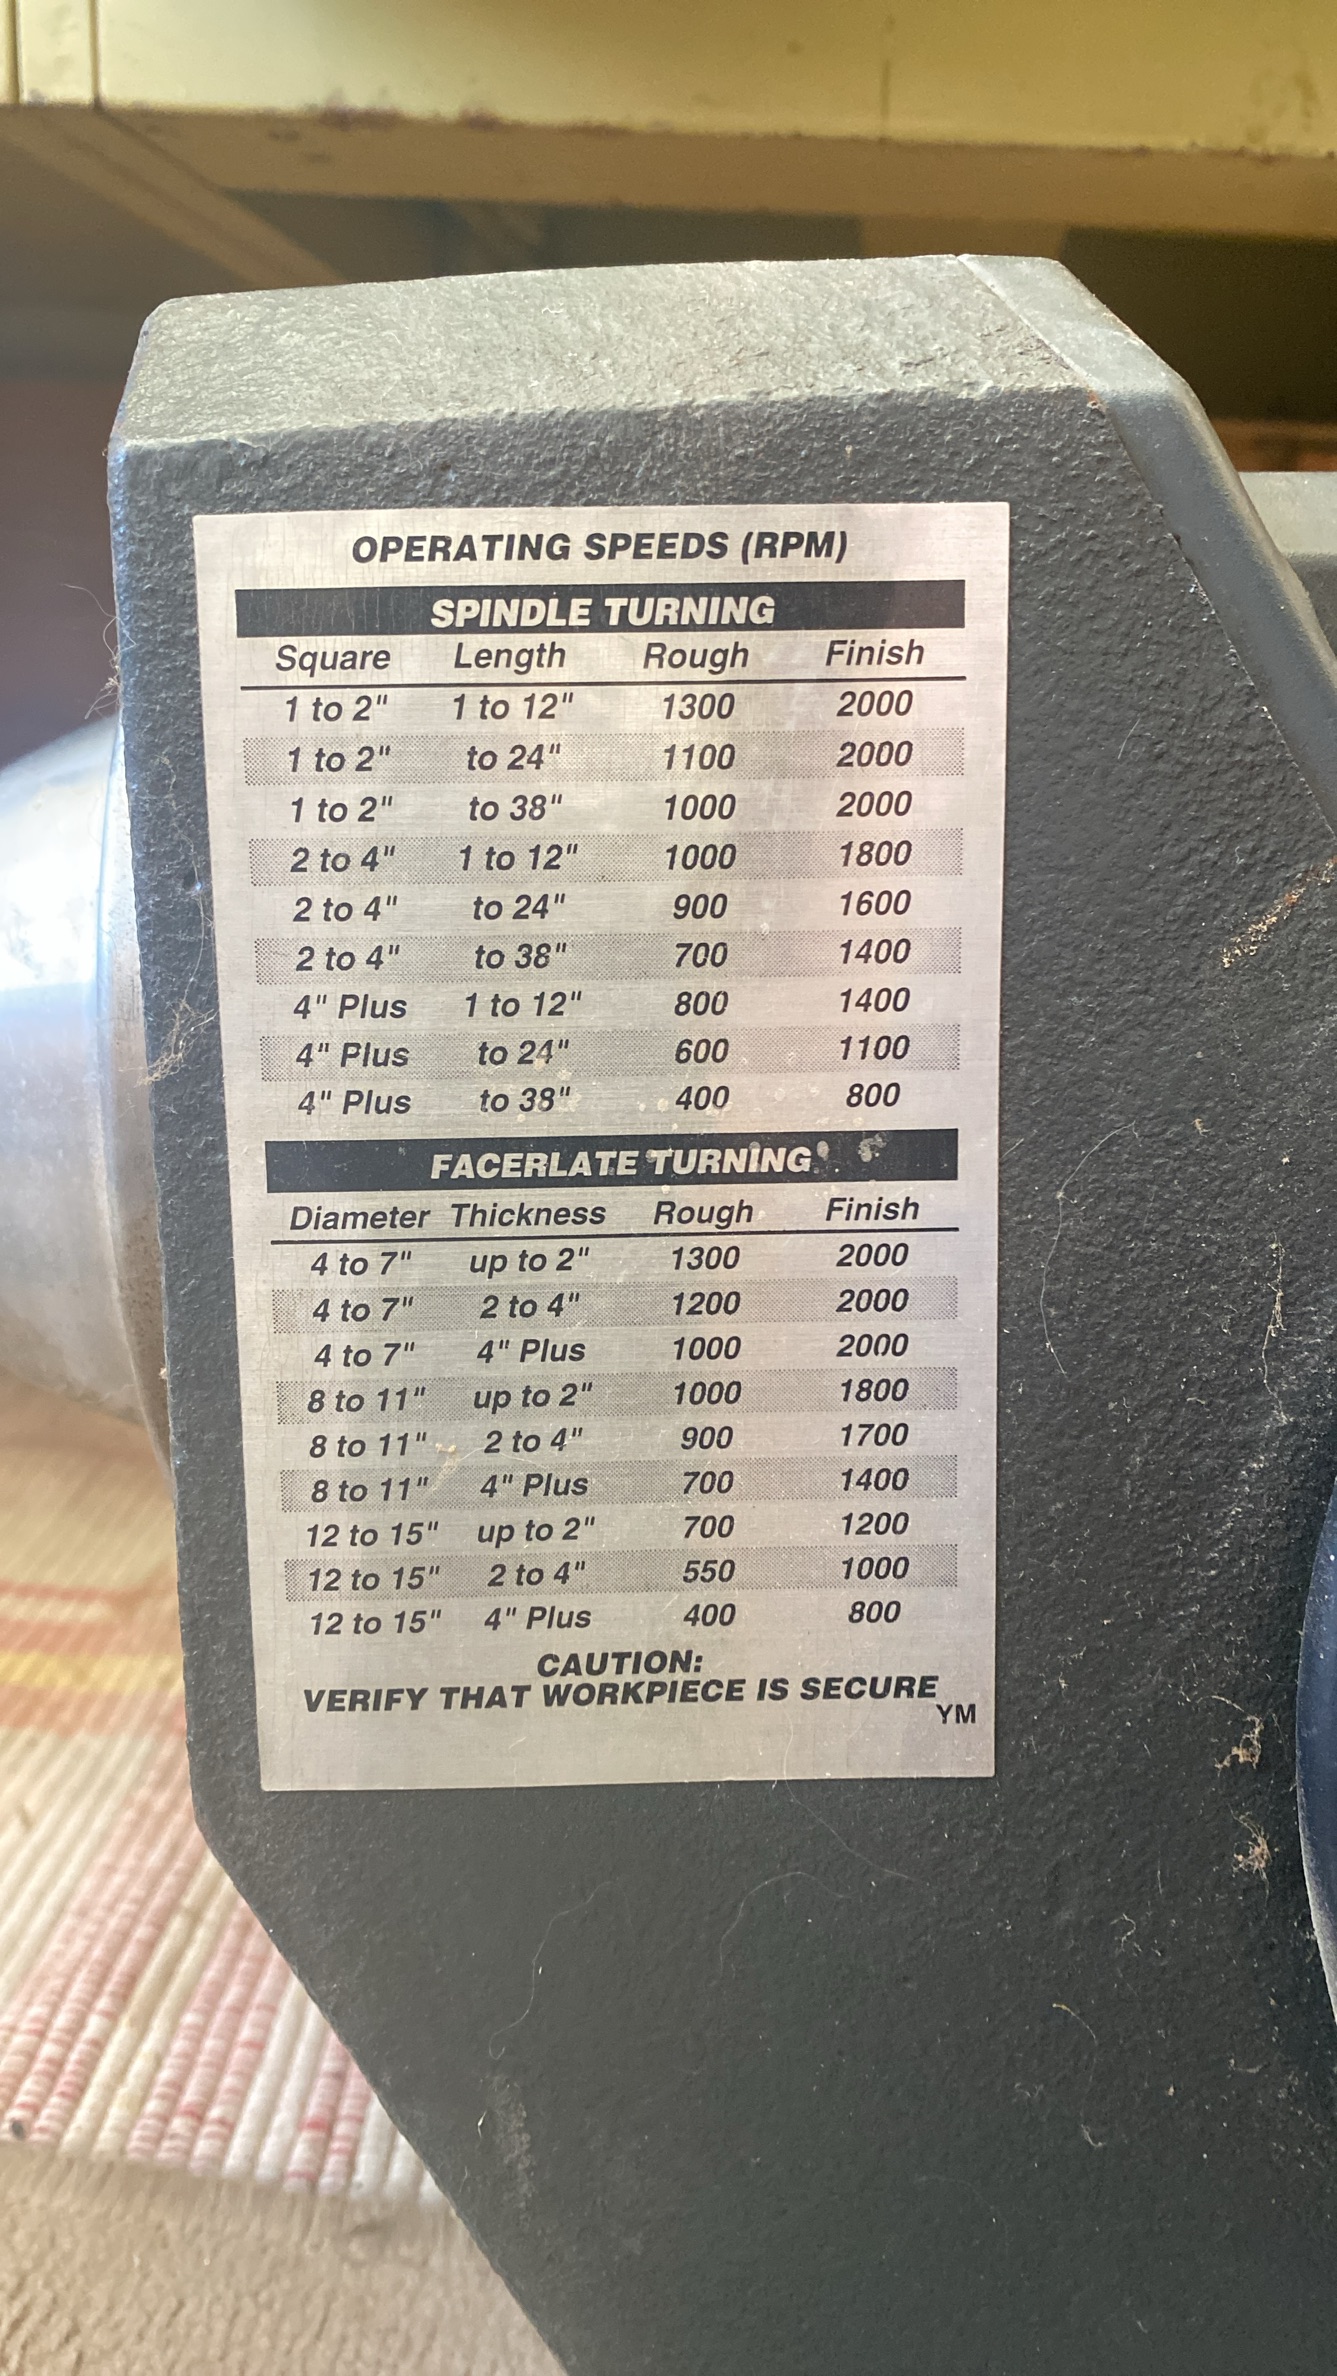 OPERATING SPEEDS (RPM)
SPINDLE TURNING
Square Length Rough Finish
1 to 2" 1 to 12" 1300 2000
1 to 2" to 24" 1100 2000
1 to 2" to 38" 1000 2000
2 to 4" 1 to 12" 1000 1800
2 to 4" to 24" 900 1600
2 to 4" to 38" 700 1400
4" Plus 1 to 12" 800 1400
4" Plus to 24" 600 1100
4" Plus to 38" 400 800
FACERLATE TURNING
Diameter Thickness Rough Finish
4 to 7" up to 2" 1300 2000
4 to 7" 2 to 4" 1200 2000
4 to 7" 4" Plus 1000 2000
8 to 11" up to 2" 1000 1800
8 to 11" 2 to 4" 900 1700
8 to 11" 4" Plus 700 1400
12 to 15" up to 2" 700 1200
12 to 15" 2 to 4" 550 1000
12 to 15" 4" Plus 400 800
CAUTION:
VERIFY THAT WORKPIECE IS SECURE
YM